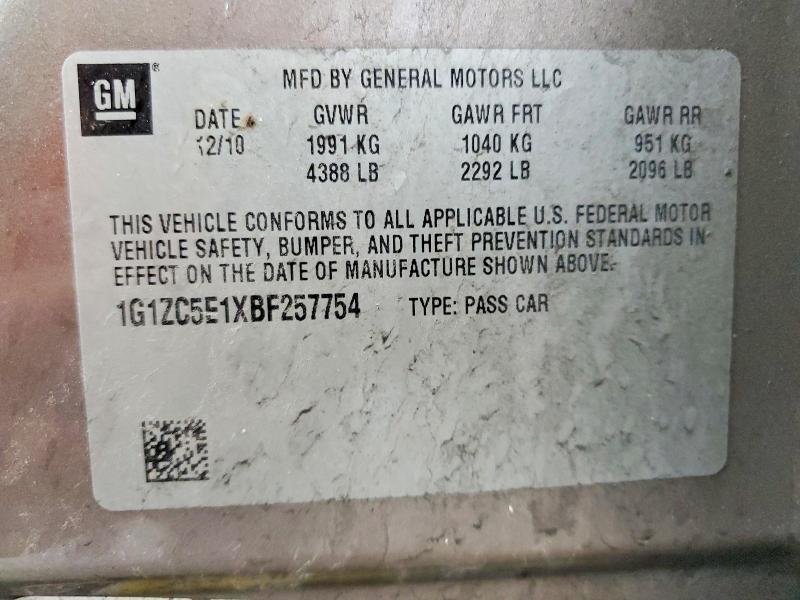 GM®
MFD BY GENERAL MOTORS LLC
DATE GVWR GAWR FRT GAWR RR
12/10 1991 KG 1040 KG 951 KG
4388 LB 2292 LB 2096 LB
THIS VEHICLE CONFORMS TO ALL APPLICABLE U.S. FEDERAL MOTOR
VEHICLE SAFETY, BUMPER, AND THEFT PREVENTION STANDARDS IN
EFFECT ON THE DATE OF MANUFACTURE SHOWN ABOVE.
1G1ZC5E1XBF257754 TYPE: PASS CAR